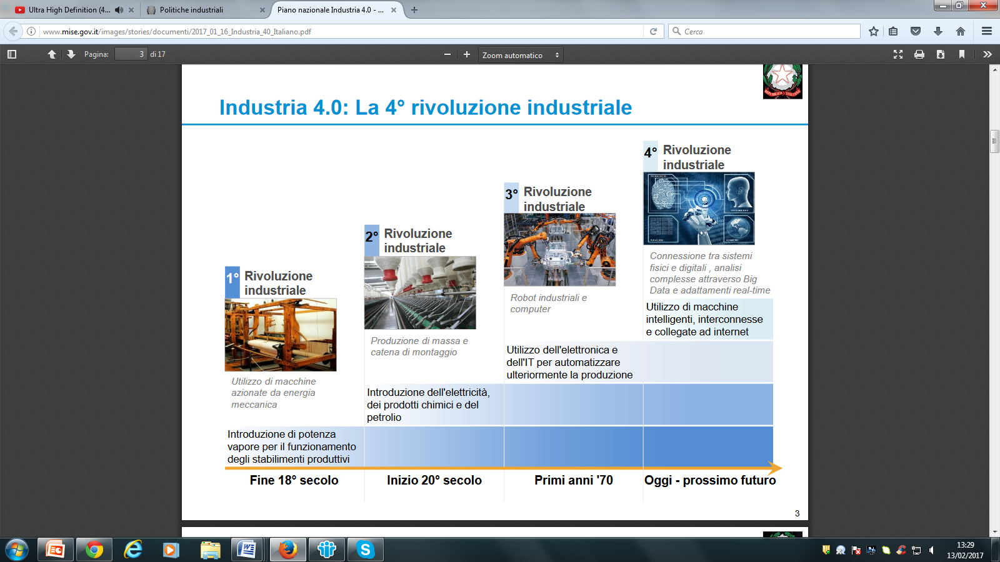 Ultra High Definition (4...
Politiche industriali
Piano nazionale Industria 4.0 - ...
www.mise.gov.it/images/stories/documenti/2017_01_16_Industria_40_Italiano.pdf
Cerca
Pagina:
3
di 17
Zoom automatico
Industria 4.0: La 4° rivoluzione industriale
4° Rivoluzione
industriale
Connessione tra sistemi
fisici e digitali , analisi
complesse attraverso Big
Data e adattamenti real-time
Utilizzo di macchine
intelligenti, interconnesse
e collegate ad internet
3° Rivoluzione
industriale
Robot industriali e
computer
Utilizzo dell'elettronica e
dell'IT per automatizzare
ulteriormente la produzione
2° Rivoluzione
industriale
Produzione di massa e
catena di montaggio
Introduzione dell'elettricità,
dei prodotti chimici e del
petrolio
1° Rivoluzione
industriale
Utilizzo di macchine
azionate da energia
meccanica
Introduzione di potenza
vapore per il funzionamento
degli stabilimenti produttivi
Fine 18° secolo
Inizio 20° secolo
Primi anni '70
Oggi - prossimo futuro
3
13:29
13/02/2017